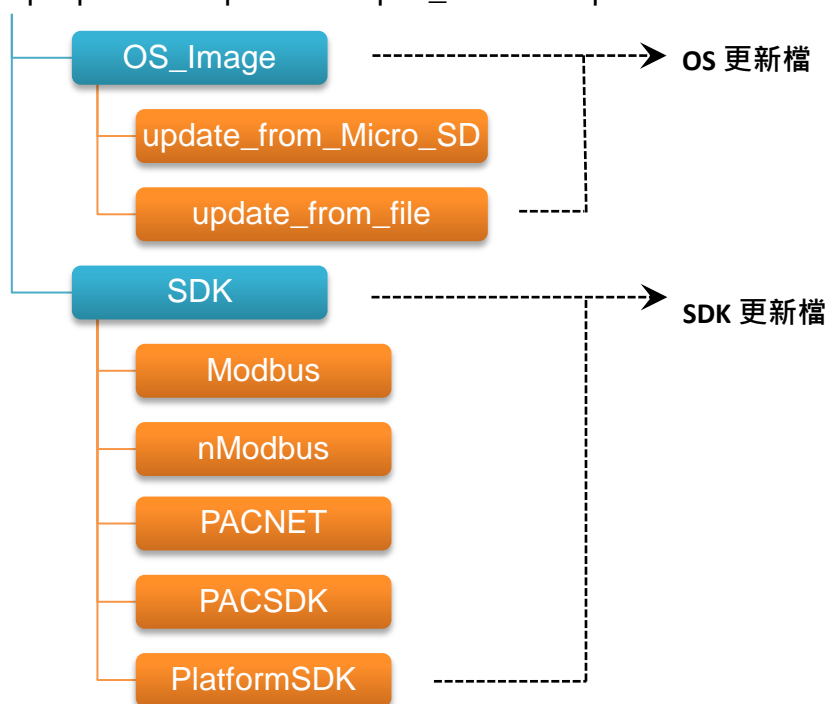 OS_Image
OS 更新檔
update_from_Micro_SD
update_from_file
SDK
SDK 更新檔
Modbus
nModbus
PACNET
PACSDK
PlatformSDK